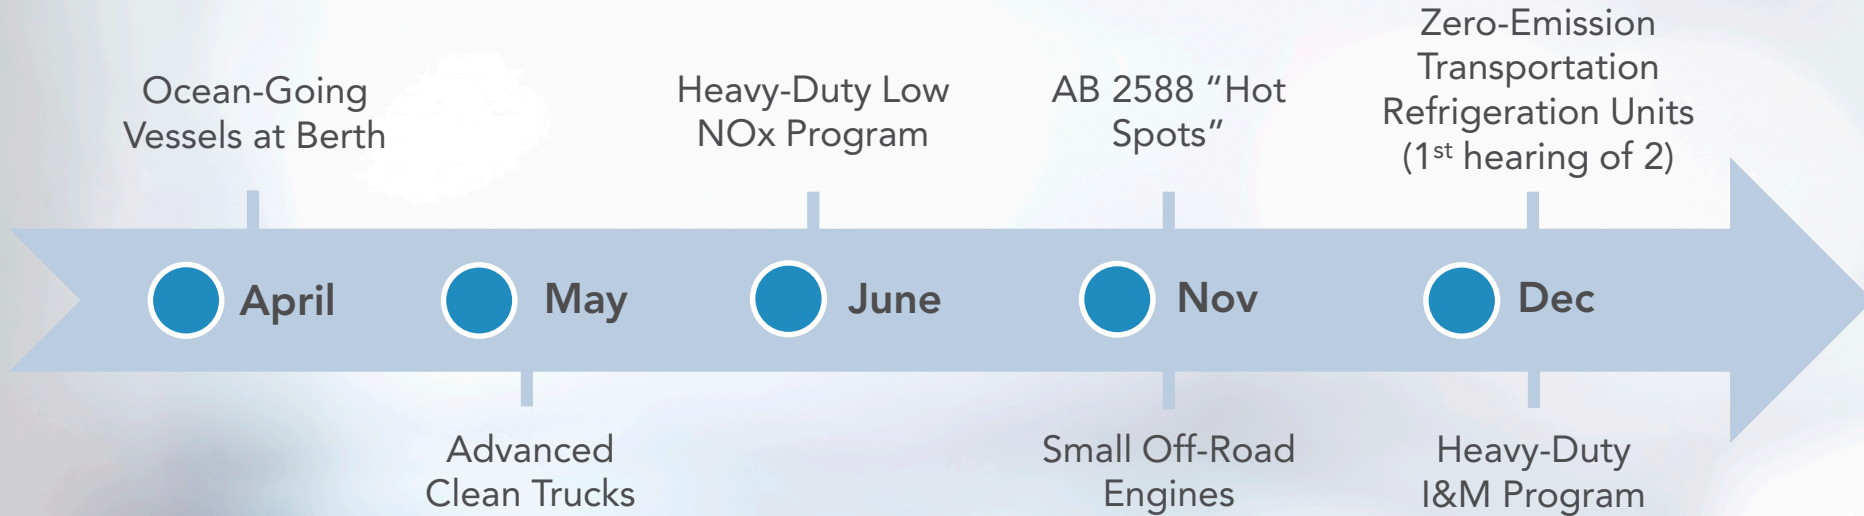 Ocean-Going
Vessels at Berth
Heavy-Duty Low
NOx Program
AB 2588 “Hot
Spots”
Zero-Emission
Transportation
Refrigeration Units
(1st hearing of 2)
April
May
June
Nov
Dec
Advanced
Clean Trucks
Small Off-Road
Engines
Heavy-Duty
I&M Program